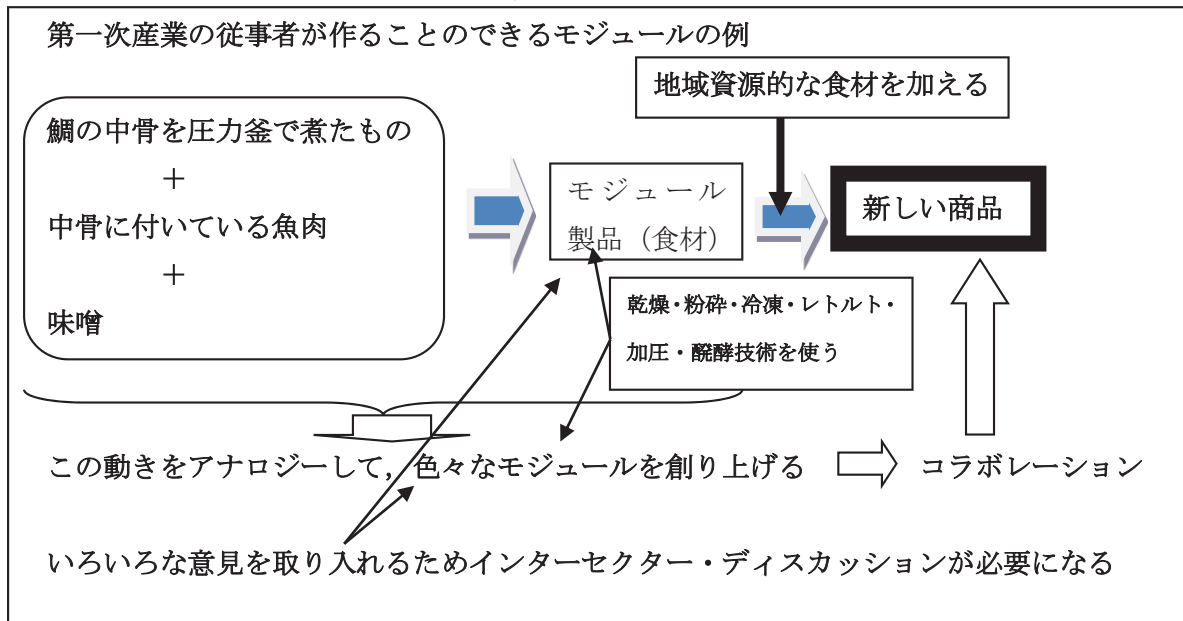 第一次産業の従事者が作ることのできるモジュールの例
地域資源的な食材を加える
鯛の中骨を圧力釜で煮たもの
+
中骨に付いている魚肉
+
味噌
モジュール
製品（食材）
新しい商品
乾燥・粉砕・冷凍・レトルト・
加圧・醗酵技術を使う
この動きをアナロジーして，色々なモジュールを創り上げる
コラボレーション
いろいろな意見を取り入れるためインターセクター・ディスカッションが必要になる